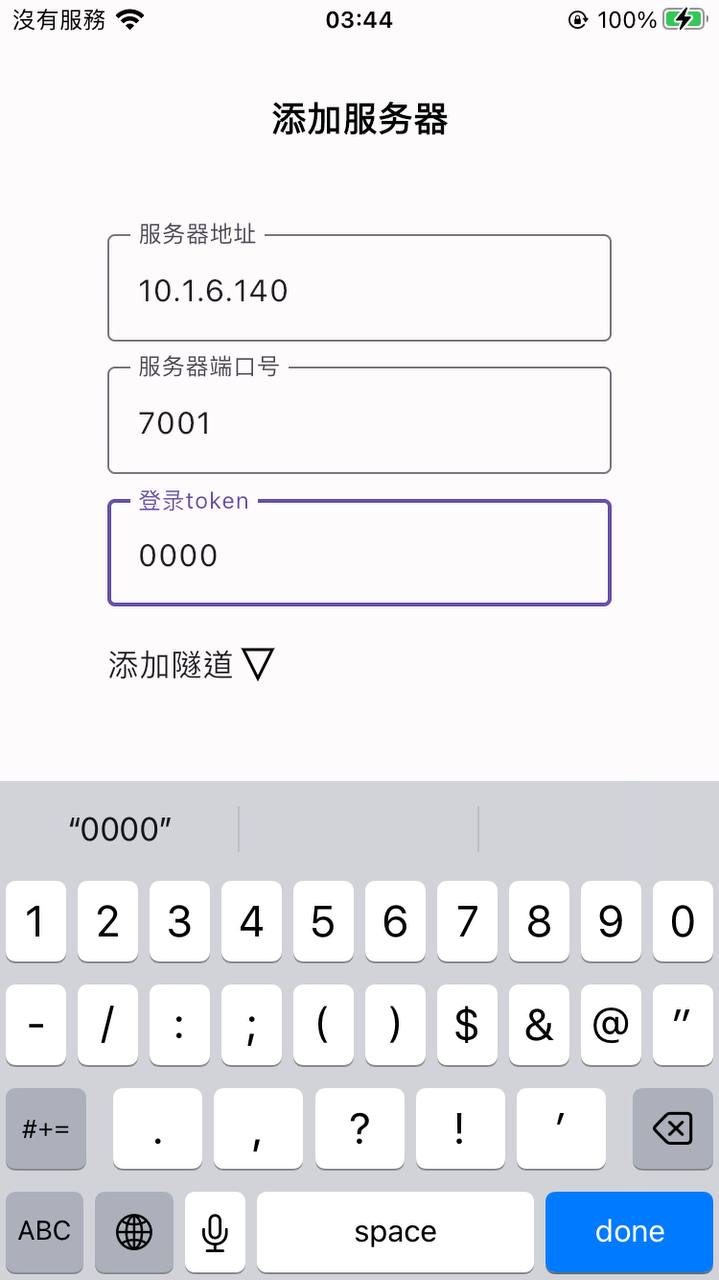 沒有服務 03:44 100%
添加服务器
服务器地址
10.1.6.140
服务器端口号
7001
登录token
0000
添加隧道
“0000”
1 2 3 4 5 6 7 8 9 0
- / : ; ( ) $ & @ "
#+= . , ? ! '
ABC space done